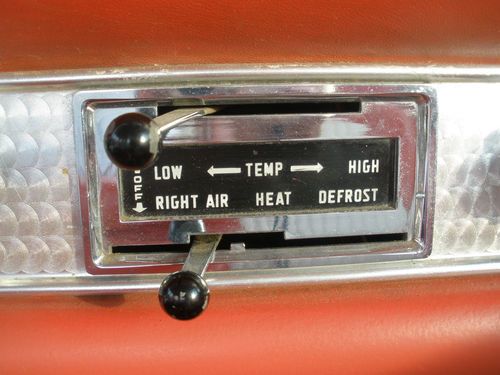 OFF
LOW ← TEMP → HIGH
RIGHT AIR HEAT DEFROST